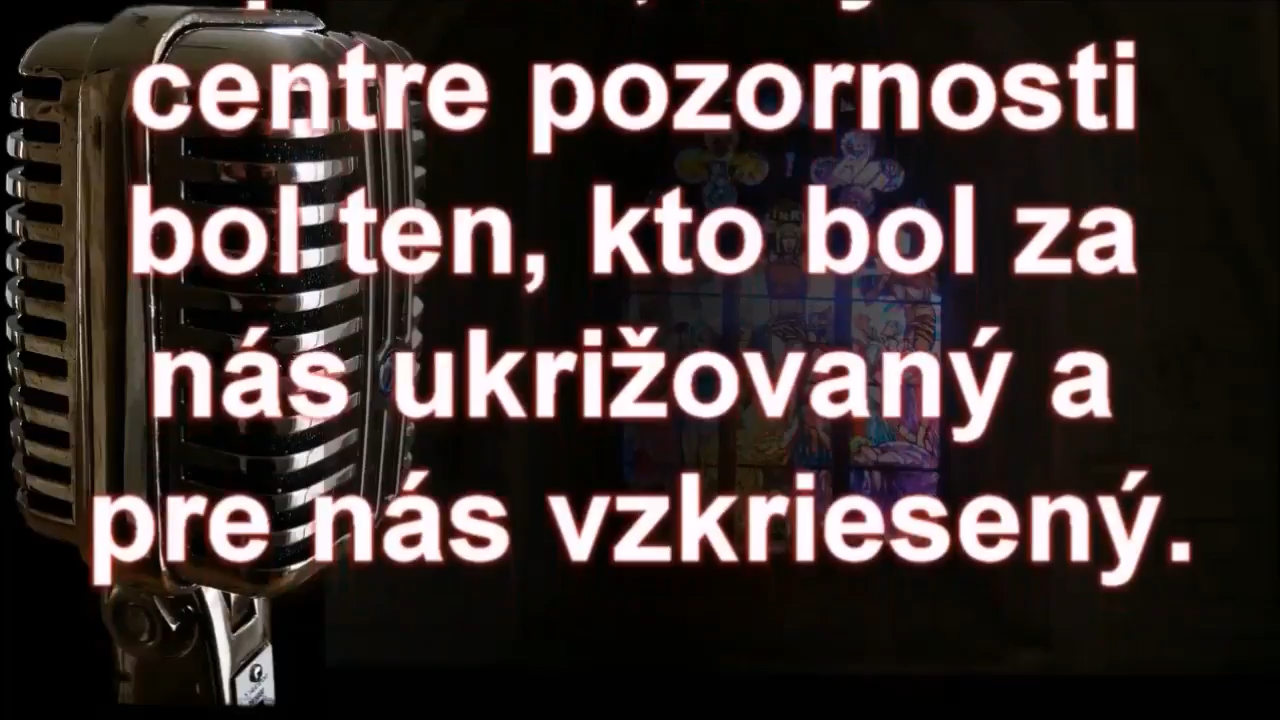 centre pozornosti
bol ten, kto bol za
nás ukrižovaný a
pre nás vzkriesený.